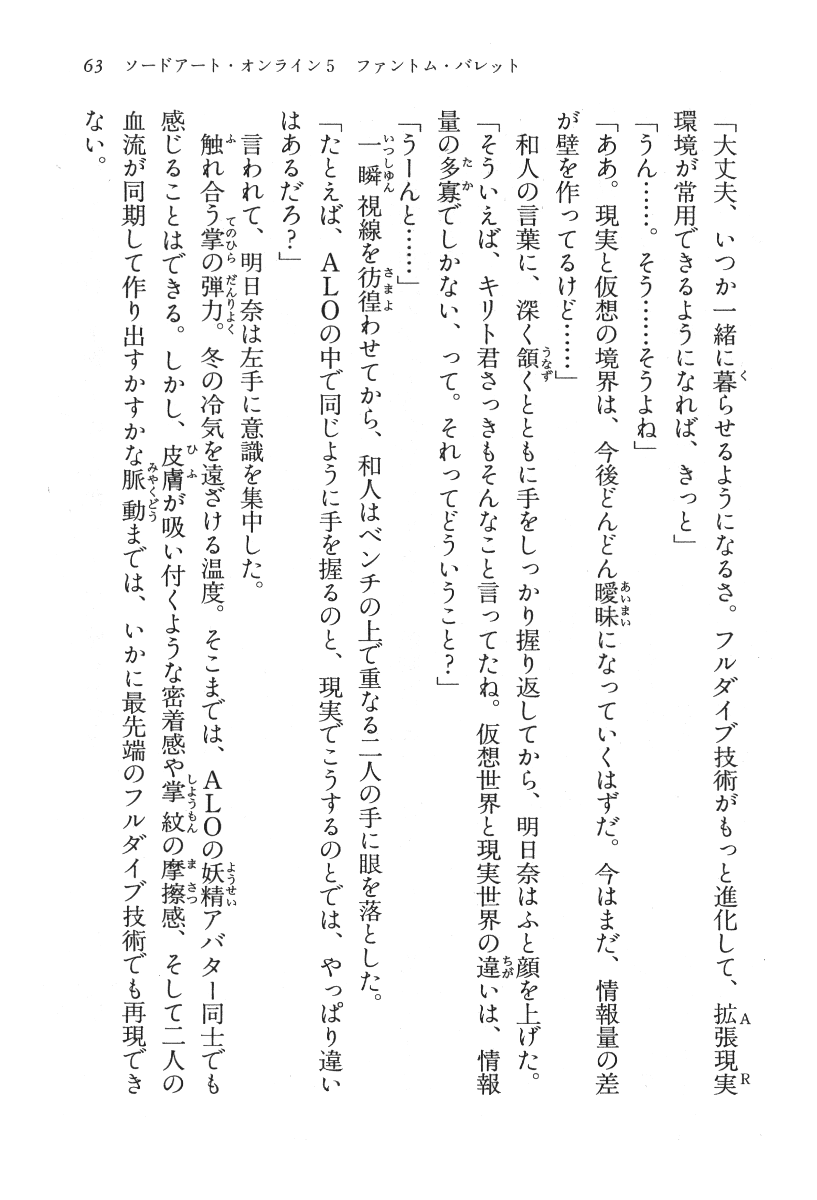 63　ソードアート・オンライン5　ファントム・バレット
「大丈夫、いつか一緒に暮らせるようになるさ。フルダイブ技術がもっと進化して、拡張現実
環境が常用できるようになれば、きっと」
「うん……。そう……そうよね」
「ああ。現実と仮想の境界は、今後どんどん曖昧になっていくはずだ。今はまだ、情報量の差
が壁を作ってるけど……」
　和人の言葉に、深く頷くとともに手をしっかり握り返してから、明日奈はふと顔を上げた。
「そういえば、キリト君さっきもそんなこと言ってたね。仮想世界と現実世界の違いは、情報
量の多寡でしかない、って。それってどういうこと？」
「うーんと……」
　一瞬視線を彷徨わせてから、和人はベンチの上で重なる二人の手に眼を落とした。
「たとえば、ＡＬＯの中で同じように手を握るのと、現実でこうするのとでは、やっぱり違い
はあるだろ？」
　言われて、明日奈は左手に意識を集中した。
　触れ合う掌の弾力。冬の冷気を遠ざける温度。そこまでは、ＡＬＯの妖精アバター同士でも
感じることはできる。しかし、皮膚が吸い付くような密着感や掌紋の摩擦感、そして二人の
血流が同期して作り出すかすかな脈動までは、いかに最先端のフルダイブ技術でも再現でき
ない。